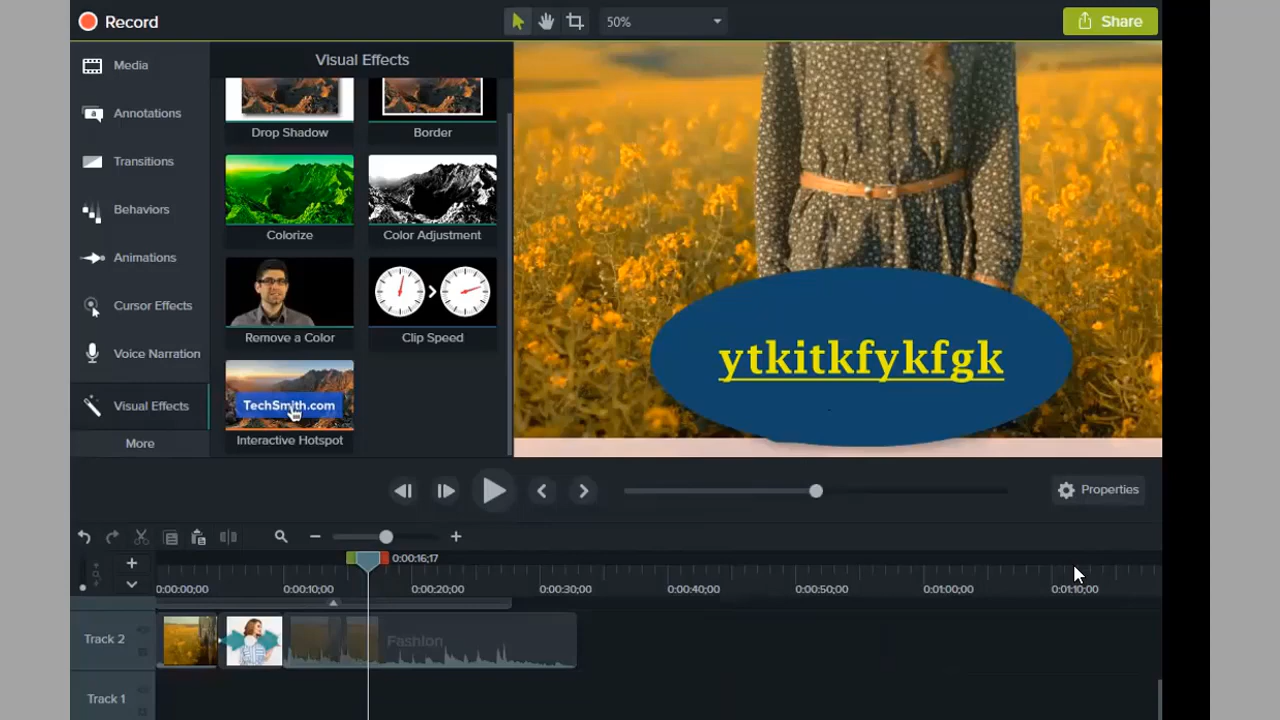 Record
50%
Share
Media
Annotations
Transitions
Behaviors
Animations
Cursor Effects
Voice Narration
Visual Effects
More
Visual Effects
Drop Shadow
Border
Colorize
Color Adjustment
Remove a Color
Clip Speed
TechSmith.com
Interactive Hotspot
ytkitkfykfgk
Properties
0:00:16;17
0:00:00;00
0:00:10;00
0:00:20;00
0:00:30;00
0:00:40;00
0:00:50;00
0:01:00;00
0:01:10;00
Track 2
Fashion
Track 1